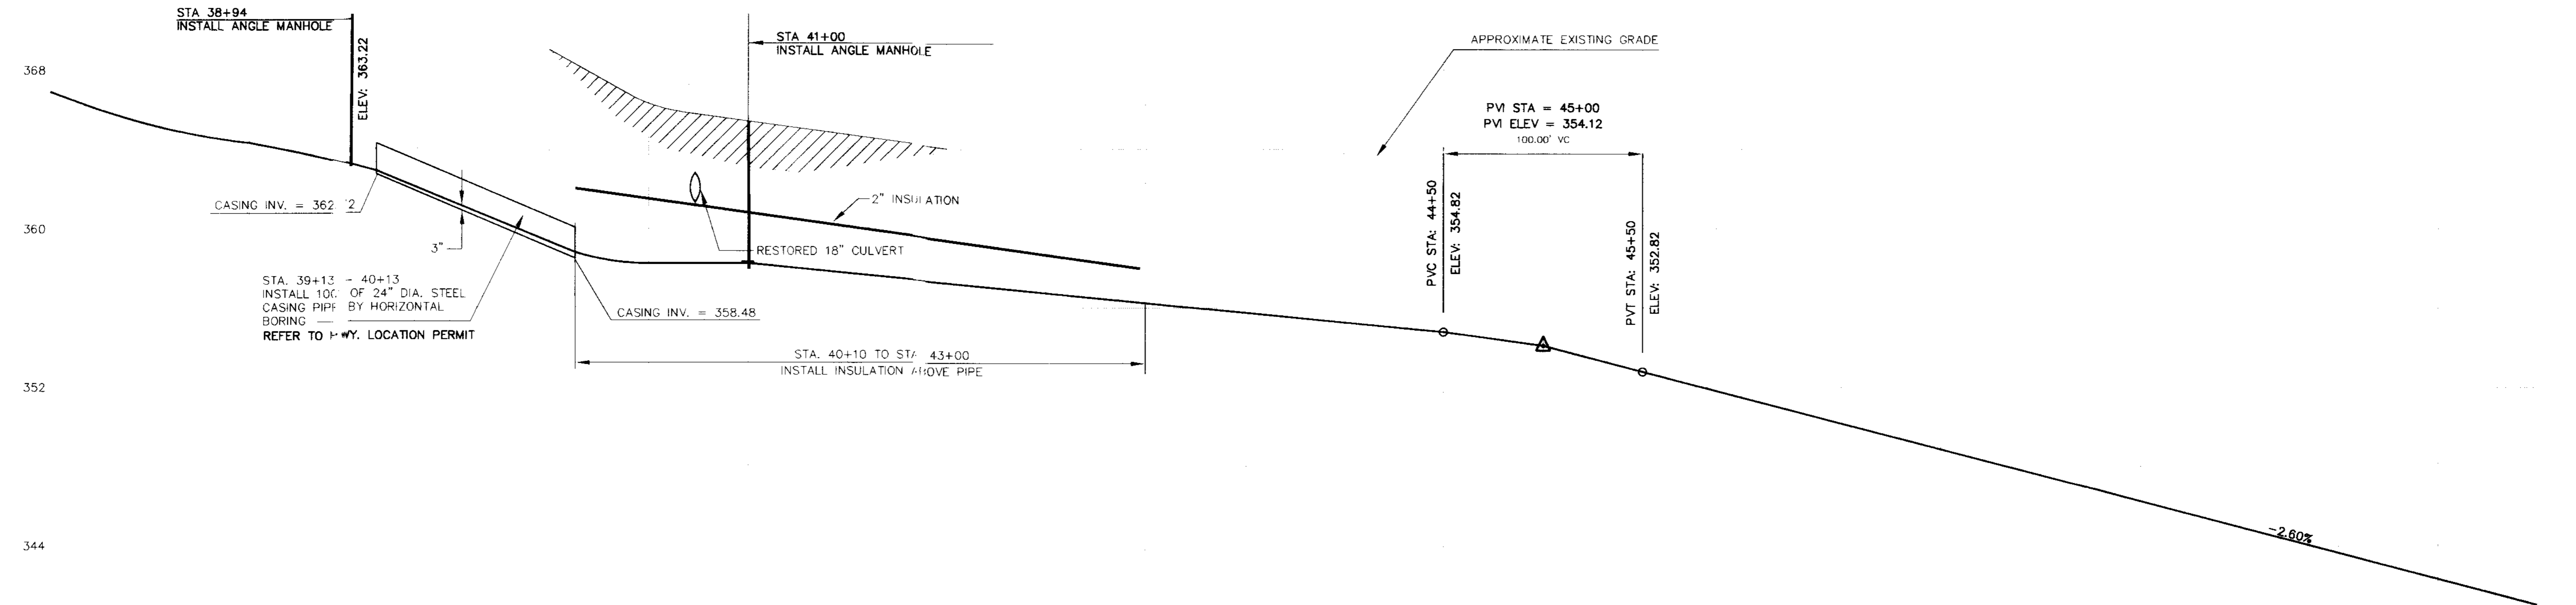 STA 38+94
INSTALL ANGLE MANHOLE
ELEV: 363.22
STA 41+00
INSTALL ANGLE MANHOLE
APPROXIMATE EXISTING GRADE
368
PVI STA = 45+00
PVI ELEV = 354.12
100.00' VC
CASING INV. = 362
2" INSULATION
360
3"
RESTORED 18" CULVERT
PVC STA: 44+50
ELEV: 354.82
PVT STA: 45+50
ELEV: 352.82
STA. 39+13 - 40+13
INSTALL OF 24" DIA. STEEL
CASING PIPE BY HORIZONTAL
BORING
REFER TO HWY. LOCATION PERMIT
CASING INV. = 358.48
STA. 40+10 TO STA 43+00
INSTALL INSULATION ABOVE PIPE
352
344
-2.60%